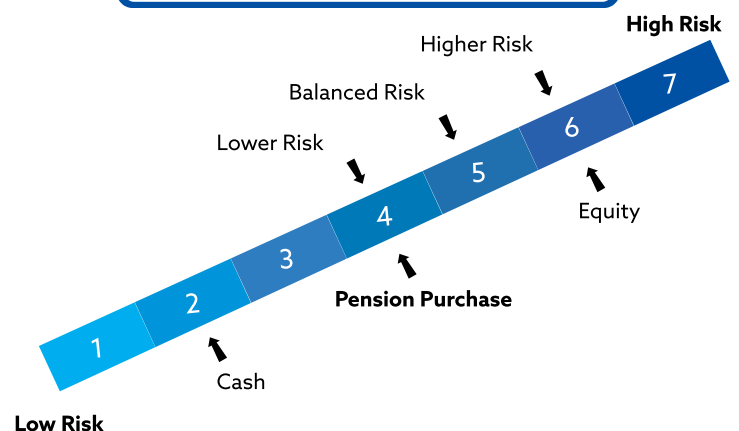 High Risk
Higher Risk
Balanced Risk
Lower Risk
7
6
5
4
3
2
1
Equity
Pension Purchase
Cash
Low Risk